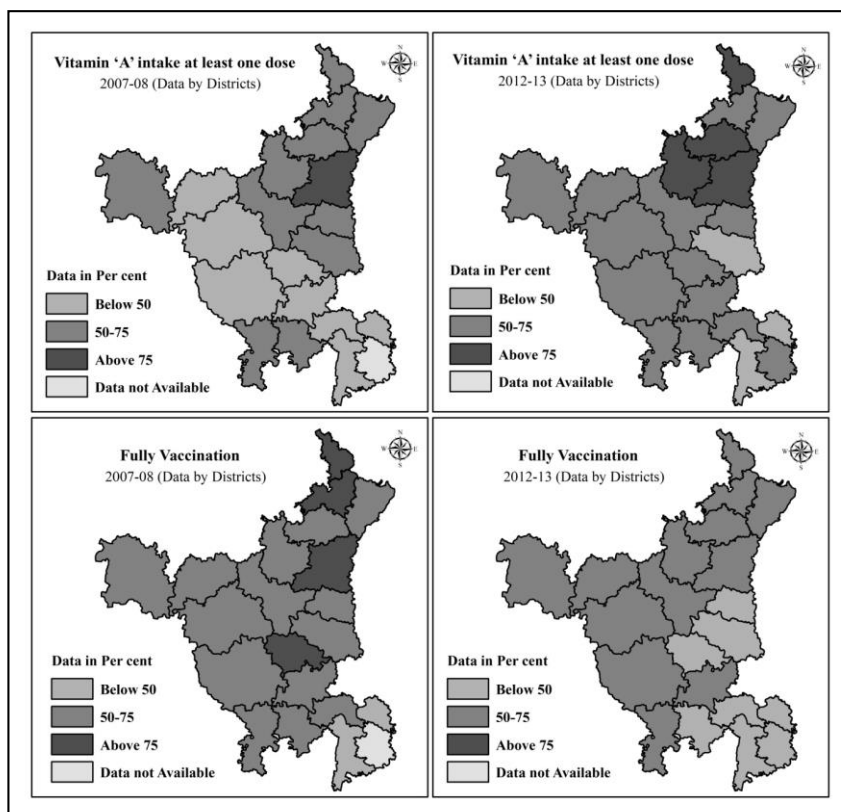 Vitamin ‘A’ intake at least one dose
2007-08 (Data by Districts)
N
W E
S
Data in Per cent
Below 50
50-75
Above 75
Data not Available
Vitamin ‘A’ intake at least one dose
2012-13 (Data by Districts)
N
W E
S
Data in Per cent
Below 50
50-75
Above 75
Data not Available
Fully Vaccination
2007-08 (Data by Districts)
N
W E
S
Data in Per cent
Below 50
50-75
Above 75
Data not Available
Fully Vaccination
2012-13 (Data by Districts)
N
W E
S
Data in Per cent
Below 50
50-75
Above 75
Data not Available